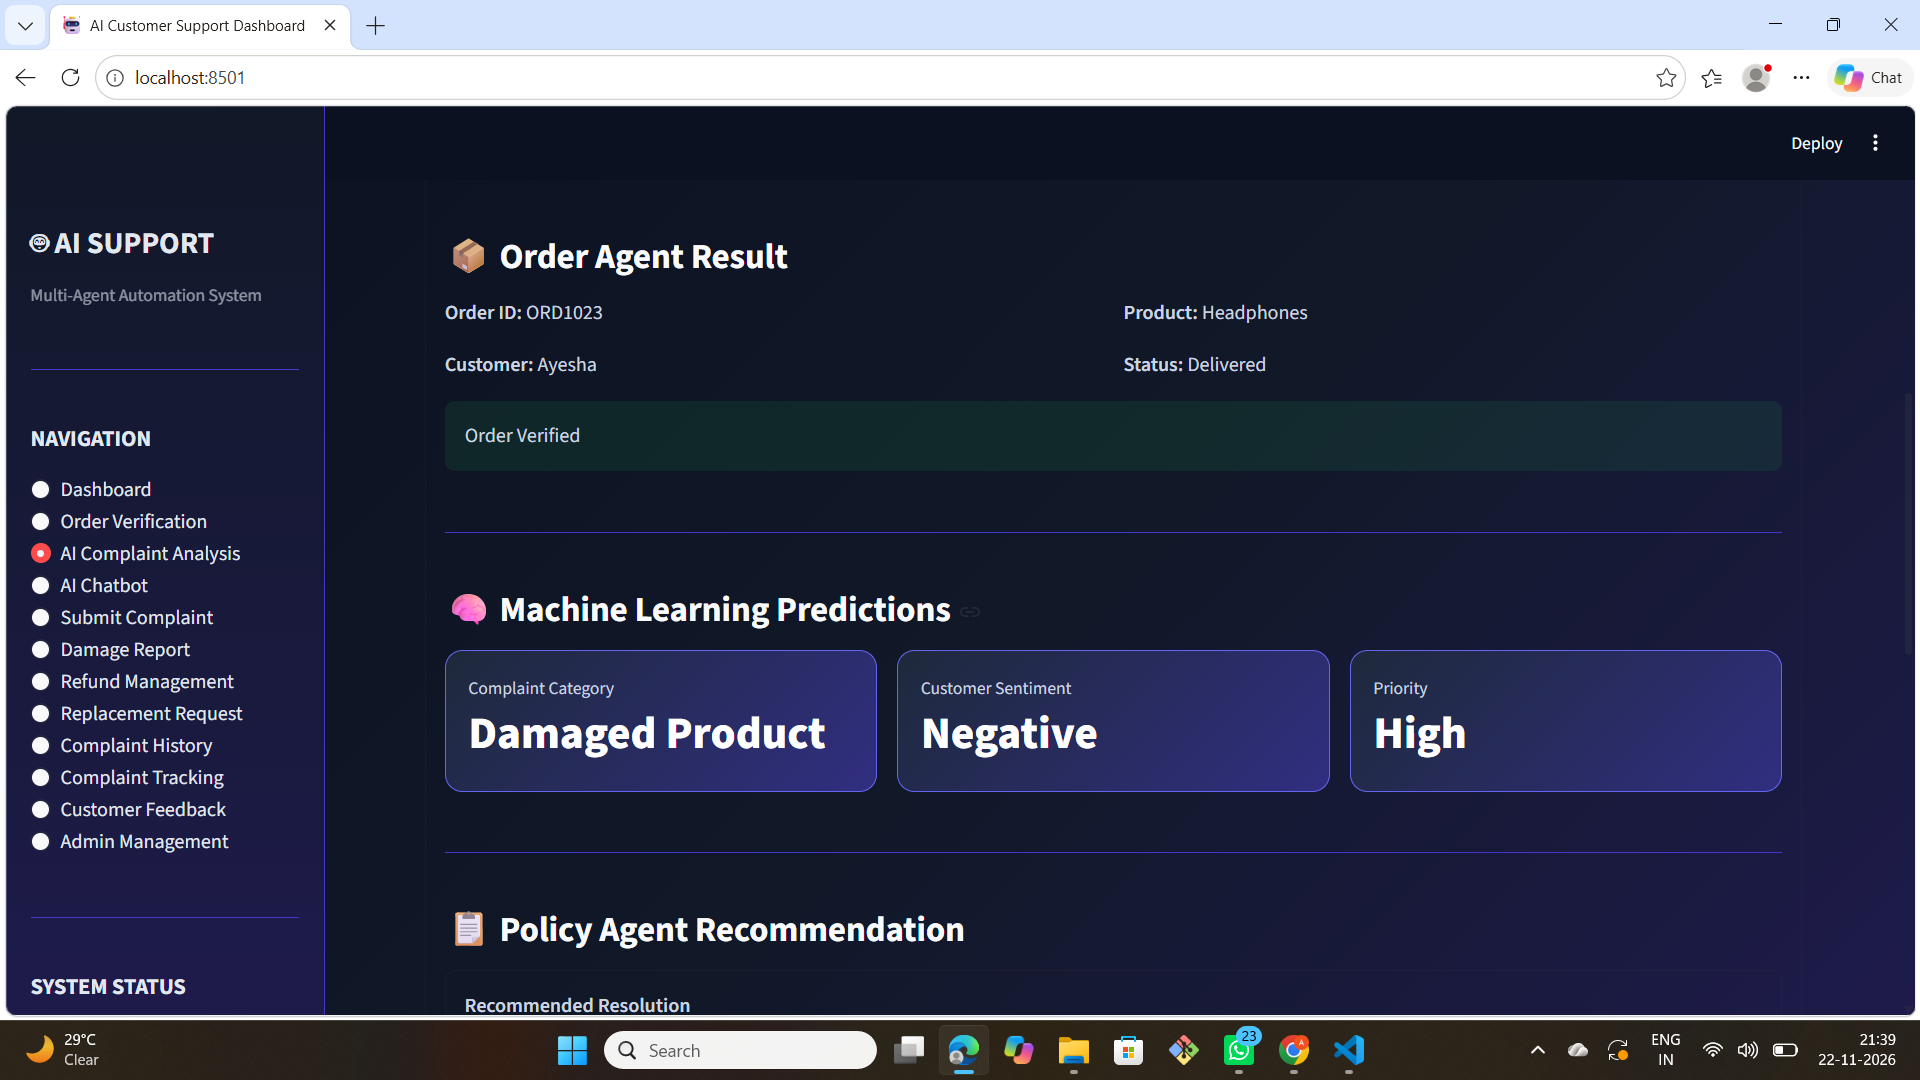 AI Customer Support Dashboard
localhost:8501
Chat
Deploy
AI SUPPORT
Multi-Agent Automation System
NAVIGATION
Dashboard
Order Verification
AI Complaint Analysis
AI Chatbot
Submit Complaint
Damage Report
Refund Management
Replacement Request
Complaint History
Complaint Tracking
Customer Feedback
Admin Management
SYSTEM STATUS
Order Agent Result
Order ID: ORD1023
Product: Headphones
Customer: Ayesha
Status: Delivered
Order Verified
Machine Learning Predictions
Complaint Category
Damaged Product
Customer Sentiment
Negative
Priority
High
Policy Agent Recommendation
Recommended Resolution
29°C
Clear
Search
23
A
ENG
IN
21:39
22-11-2026